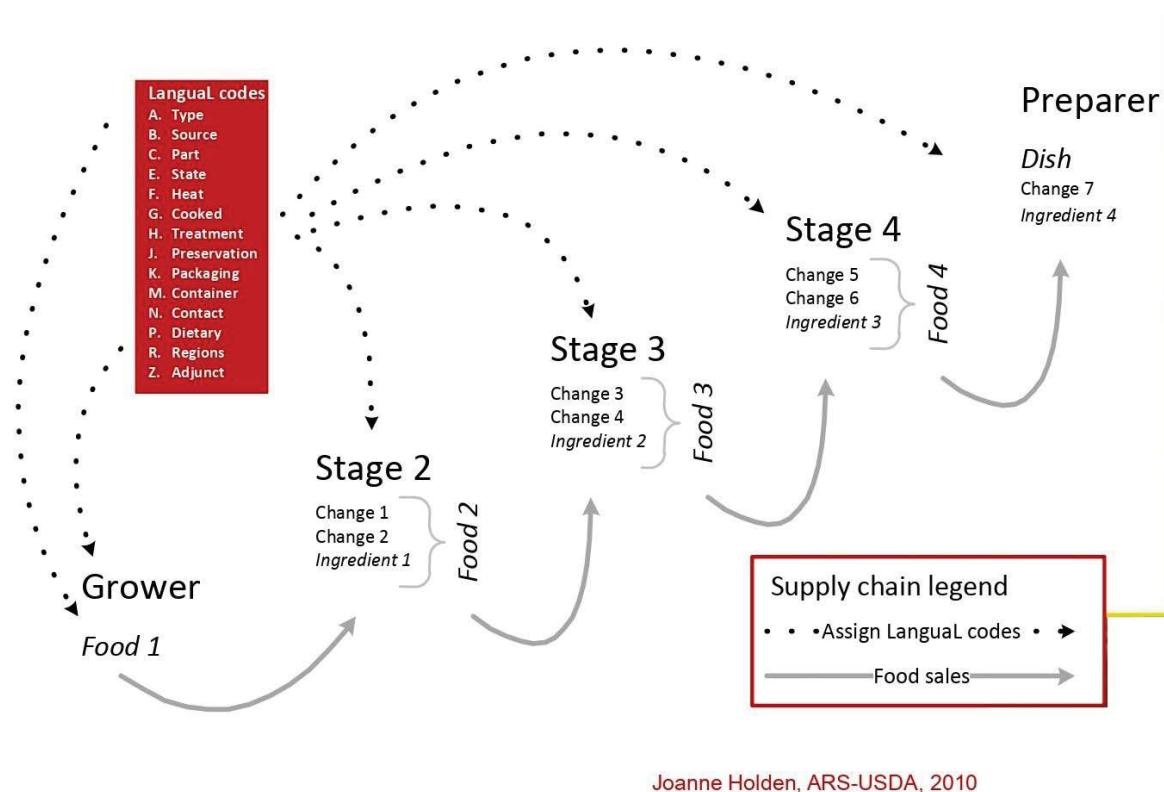 LanguaL codes
A. Type
B. Source
C. Part
E. State
F. Heat
G. Cooked
H. Treatment
J. Preservation
K. Packaging
M. Container
N. Contact
P. Dietary
R. Regions
Z. Adjunct
Preparer
Dish
Change 7
Ingredient 4
Stage 4
Change 5
Change 6
Ingredient 3
Food 4
Stage 3
Change 3
Change 4
Ingredient 2
Food 3
Stage 2
Change 1
Change 2
Ingredient 1
Food 2
Grower
Food 1
Supply chain legend
Assign LanguaL codes
Food sales
Joanne Holden, ARS-USDA, 2010